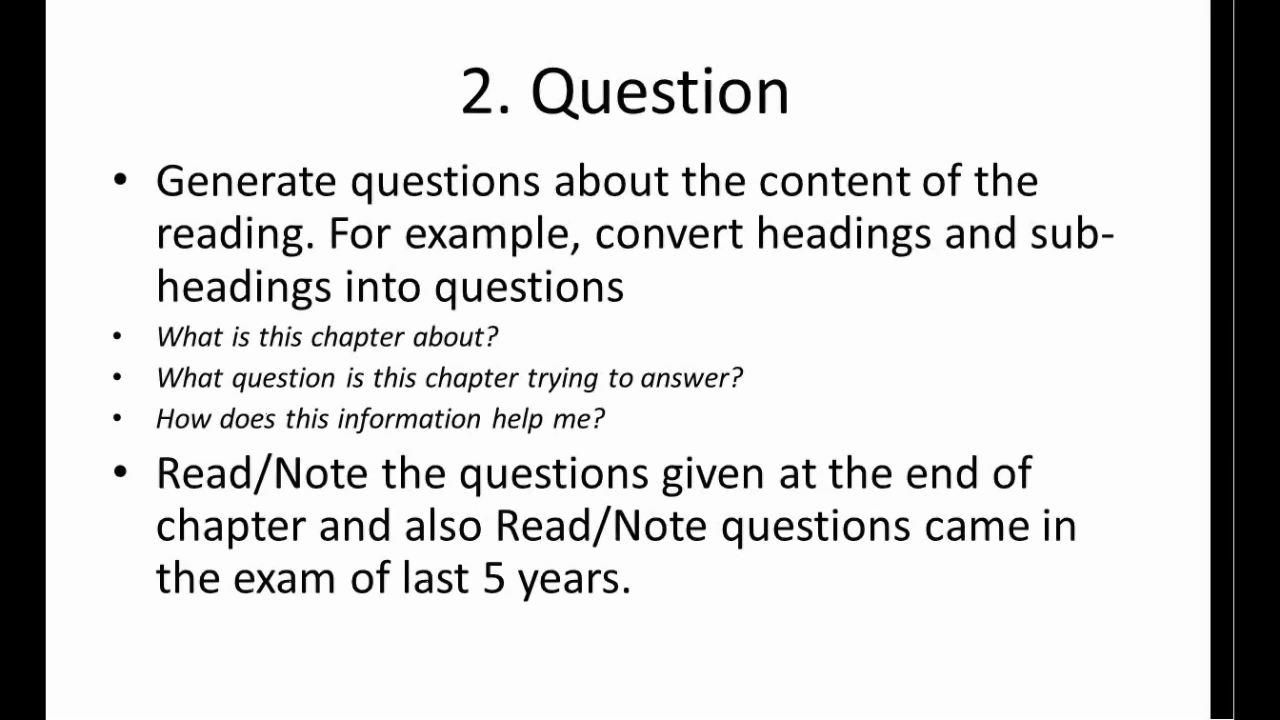 2. Question
• Generate questions about the content of the
reading. For example, convert headings and sub-
headings into questions
• What is this chapter about?
• What question is this chapter trying to answer?
• How does this information help me?
• Read/Note the questions given at the end of
chapter and also Read/Note questions came in
the exam of last 5 years.